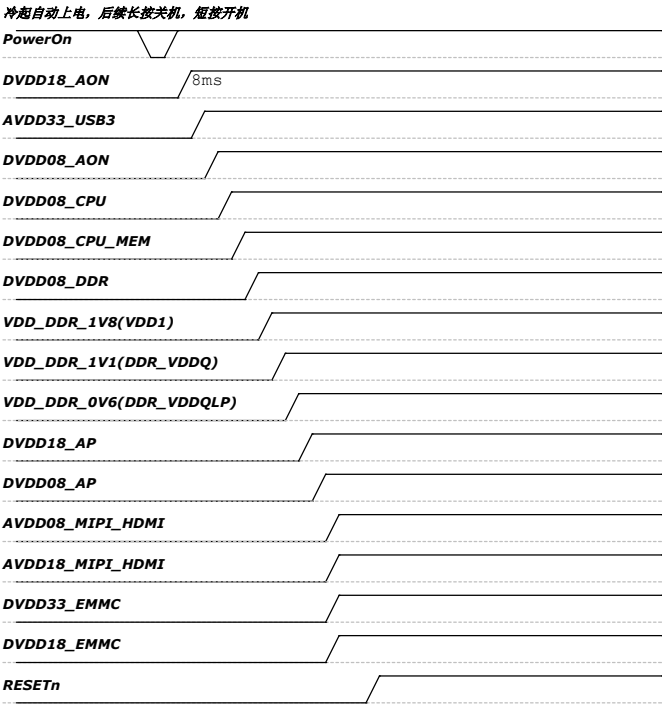 冷起自动上电，后续长按关机，短按开机
PowerOn
DVDD18_AON 8ms
AVDD33_USB3
DVDD08_AON
DVDD08_CPU
DVDD08_CPU_MEM
DVDD08_DDR
VDD_DDR_1V8(VDD1)
VDD_DDR_1V1(DDR_VDDQ)
VDD_DDR_0V6(DDR_VDDQLP)
DVDD18_AP
DVDD08_AP
AVDD08_MIPI_HDMI
AVDD18_MIPI_HDMI
DVDD33_EMMC
DVDD18_EMMC
RESETn